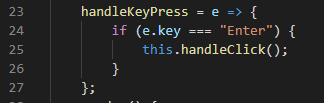 23 handleKeyPress = e => {
24 if (e.key === "Enter") {
25 this.handleClick();
26 }
27 };